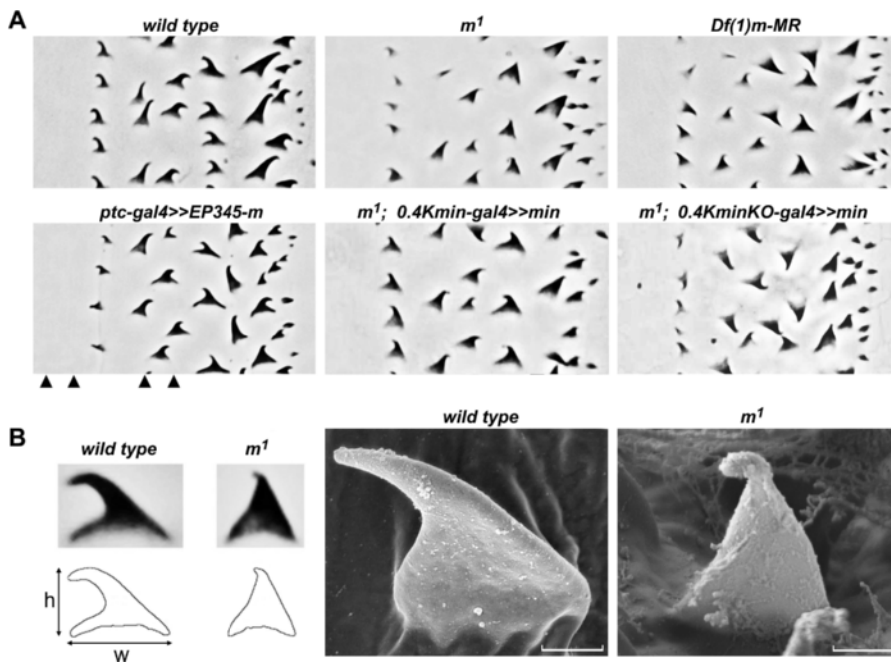 A
wild type
m1
Df(1)m-MR
ptc-gal4>>EP345-m
m1; 0.4Kmin-gal4>>min
m1; 0.4KminKO-gal4>>min
B
wild type
m1
wild type
m1
h
w